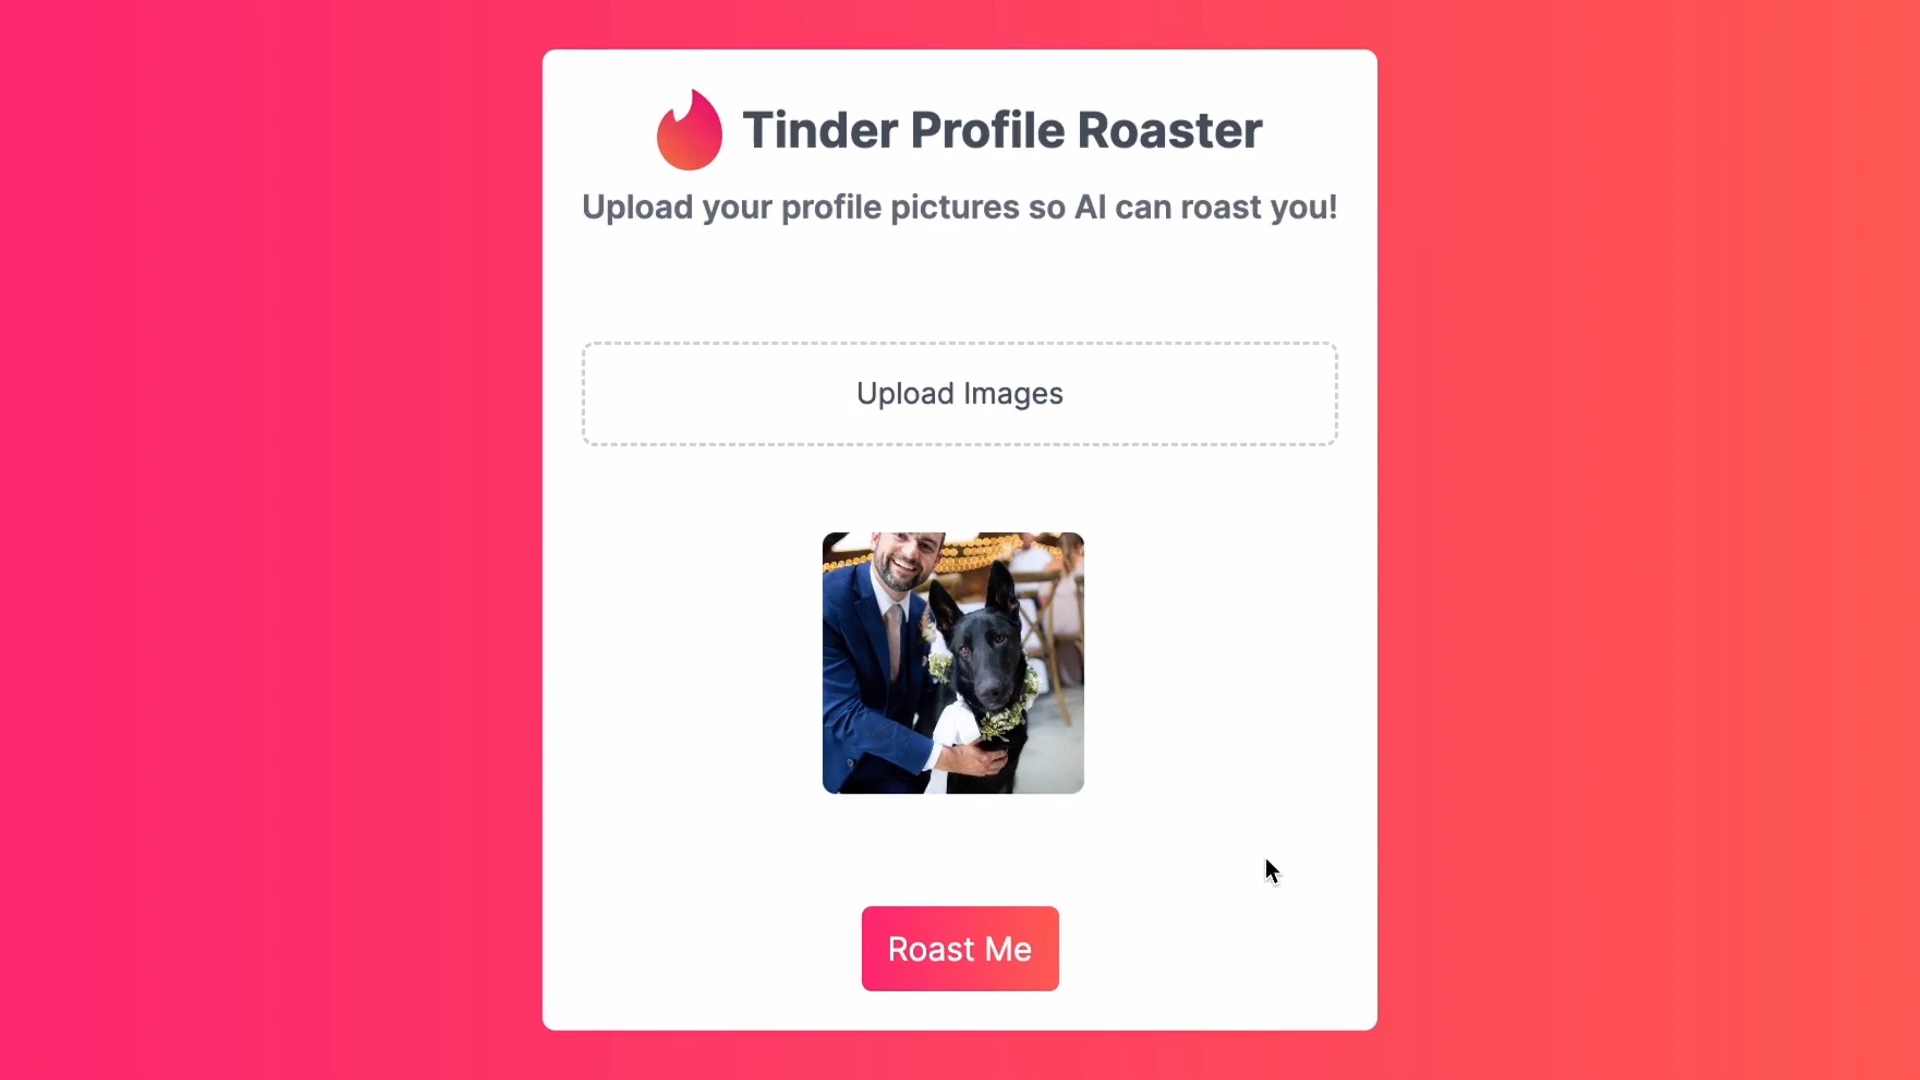 Tinder Profile Roaster
Upload your profile pictures so AI can roast you!
Upload Images
Roast Me